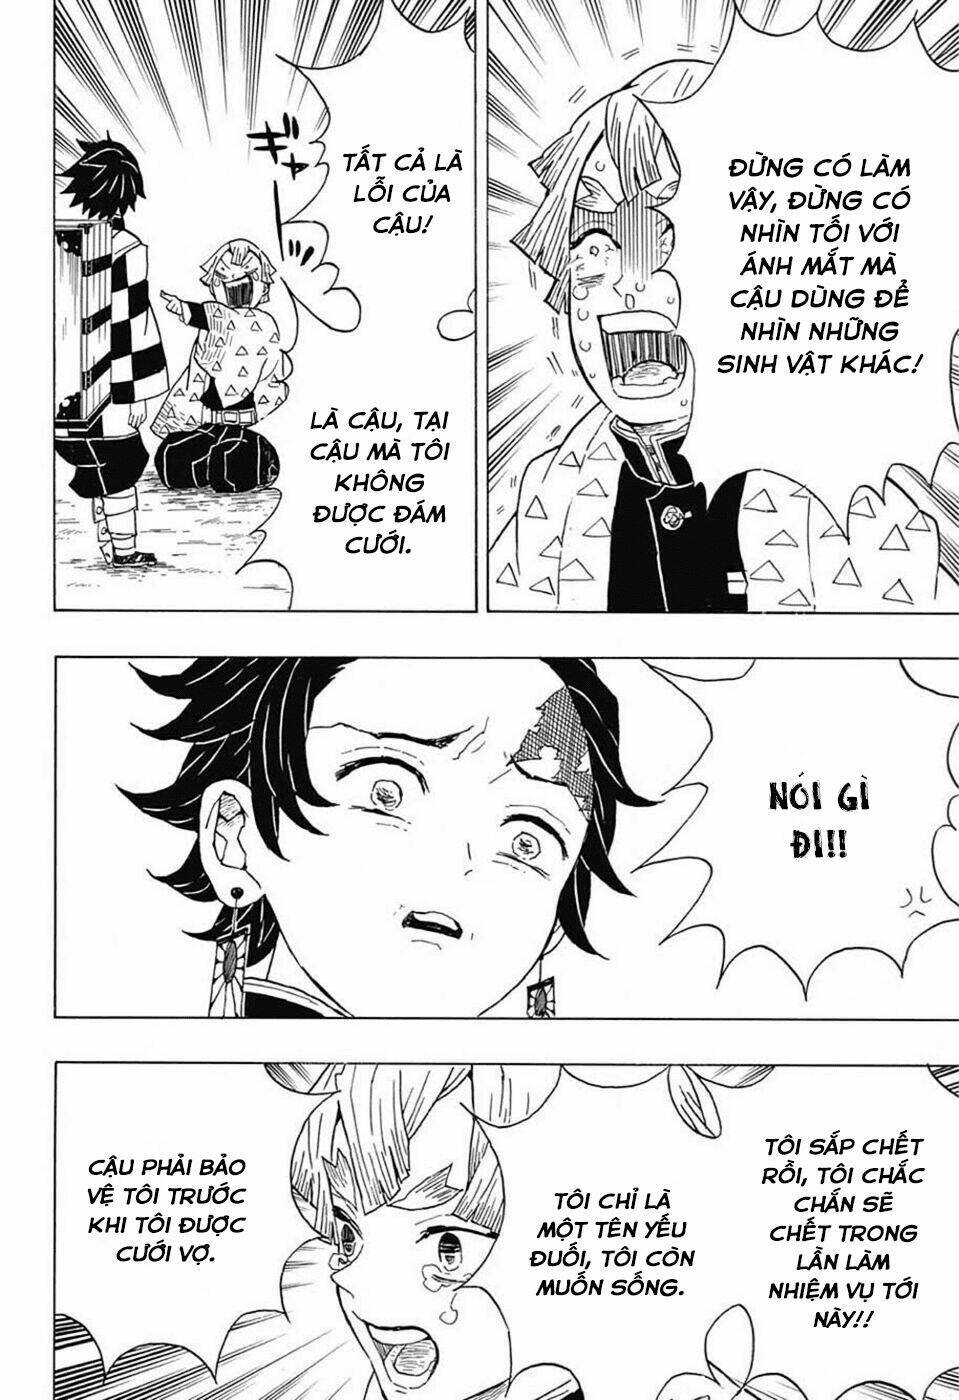 ĐỪNG CÓ LÀM
VẬY, ĐỪNG CÓ
NHÌN TỐI VỚI
ÁNH MẮT MÀ
CẬU DÙNG ĐỂ
NHÌN NHỮNG
SINH VẬT KHÁC!
TẤT CẢ LÀ
LỖI CỦA
CẬU!
ギャーッ
LÀ CẬU, TẠI
CẬU MÀ TÔI
KHÔNG
ĐƯỢC ĐÁM
CƯỚI.
NÓI GÌ
ĐI!!
TÔI SẮP CHẾT
RỒI, TÔI CHẮC
CHẮN SẼ
CHẾT TRONG
LẦN LÀM
NHIỆM VỤ TỚI
NÀY!!
TÔI CHỈ LÀ
MỘT TÊN YẾU
ĐUỐI, TÔI CÒN
MUỐN SỐNG.
CẬU PHẢI BẢO
VỆ TÔI TRƯỚC
KHI TÔI ĐƯỢC
CƯỚI VỢ.